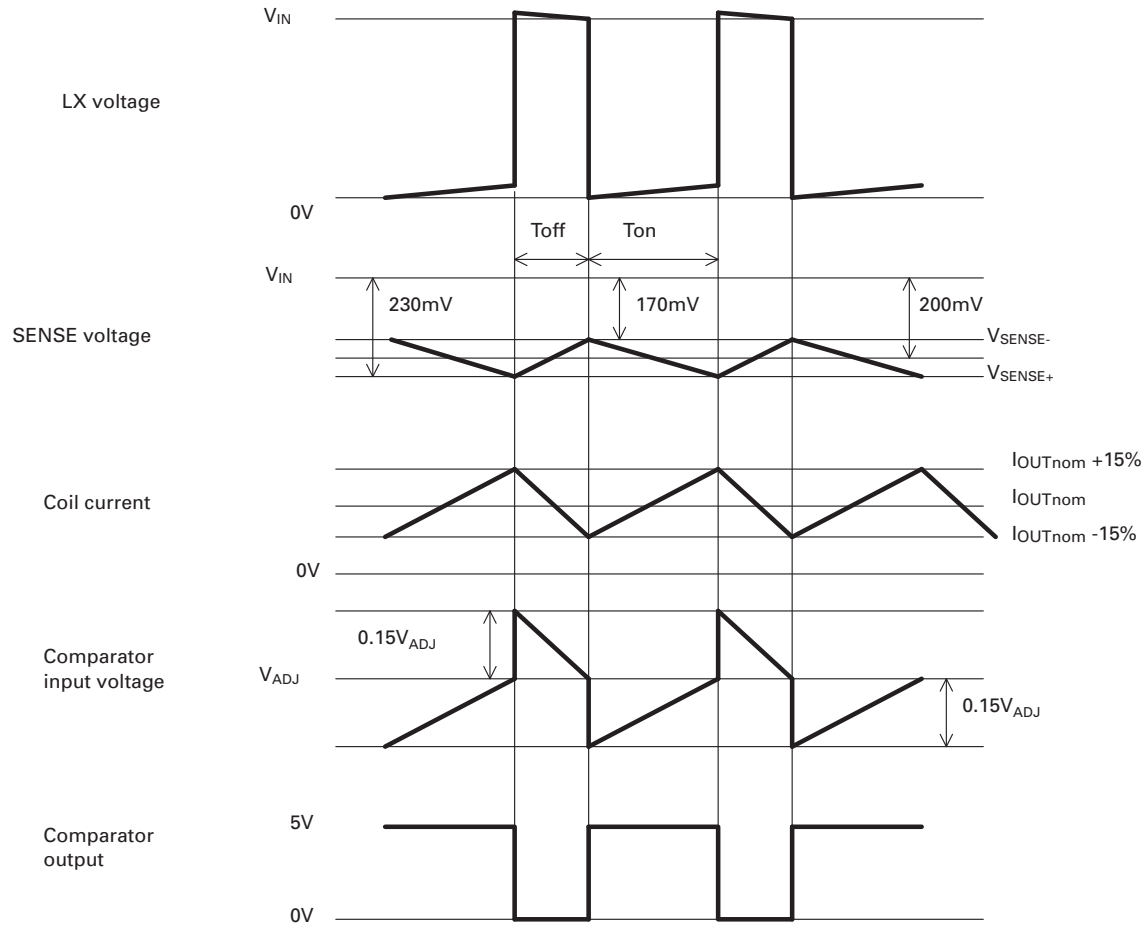 VIN
LX voltage
0V
Toff
Ton
VIN
230mV
170mV
200mV
SENSE voltage
VSENSE-
VSENSE+
IOUTnom +15%
Coil current
IOUTnom
IOUTnom -15%
0V
0.15VADJ
Comparator
input voltage
VADJ
0.15VADJ
5V
Comparator
output
0V